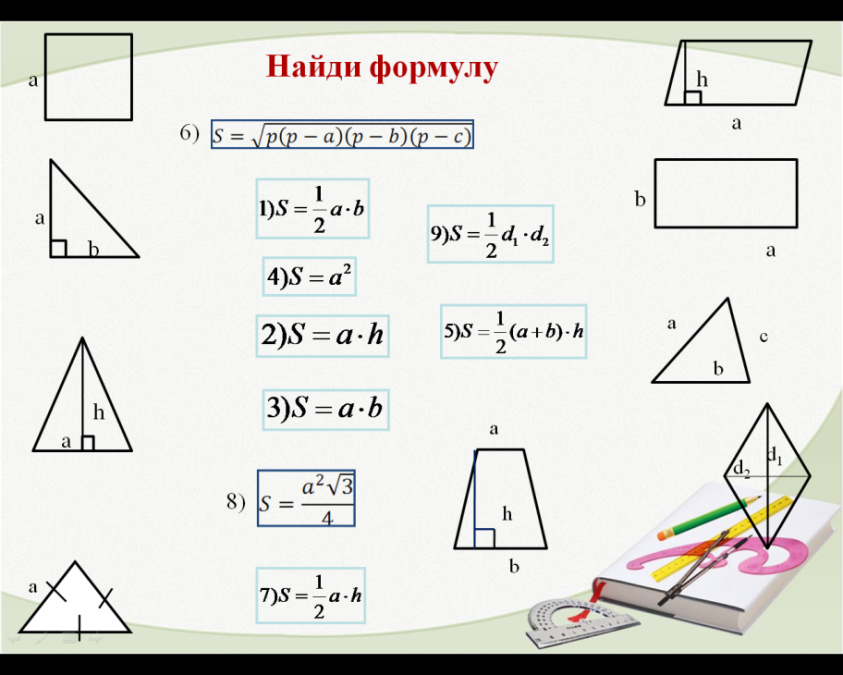 Найди формулу
a
h
a
6) S = √p(p − a)(p − b)(p − c)
a
b
1)S = 1/2 a·b
9)S = 1/2 d₁·d₂
b
a
4)S = a²
2)S = a·h
5)S = 1/2 (a+b)·h
a
c
b
3)S = a·b
h
a
a
h
b
d₁
d₂
8) S = a²√3/4
7)S = 1/2 a·h
a